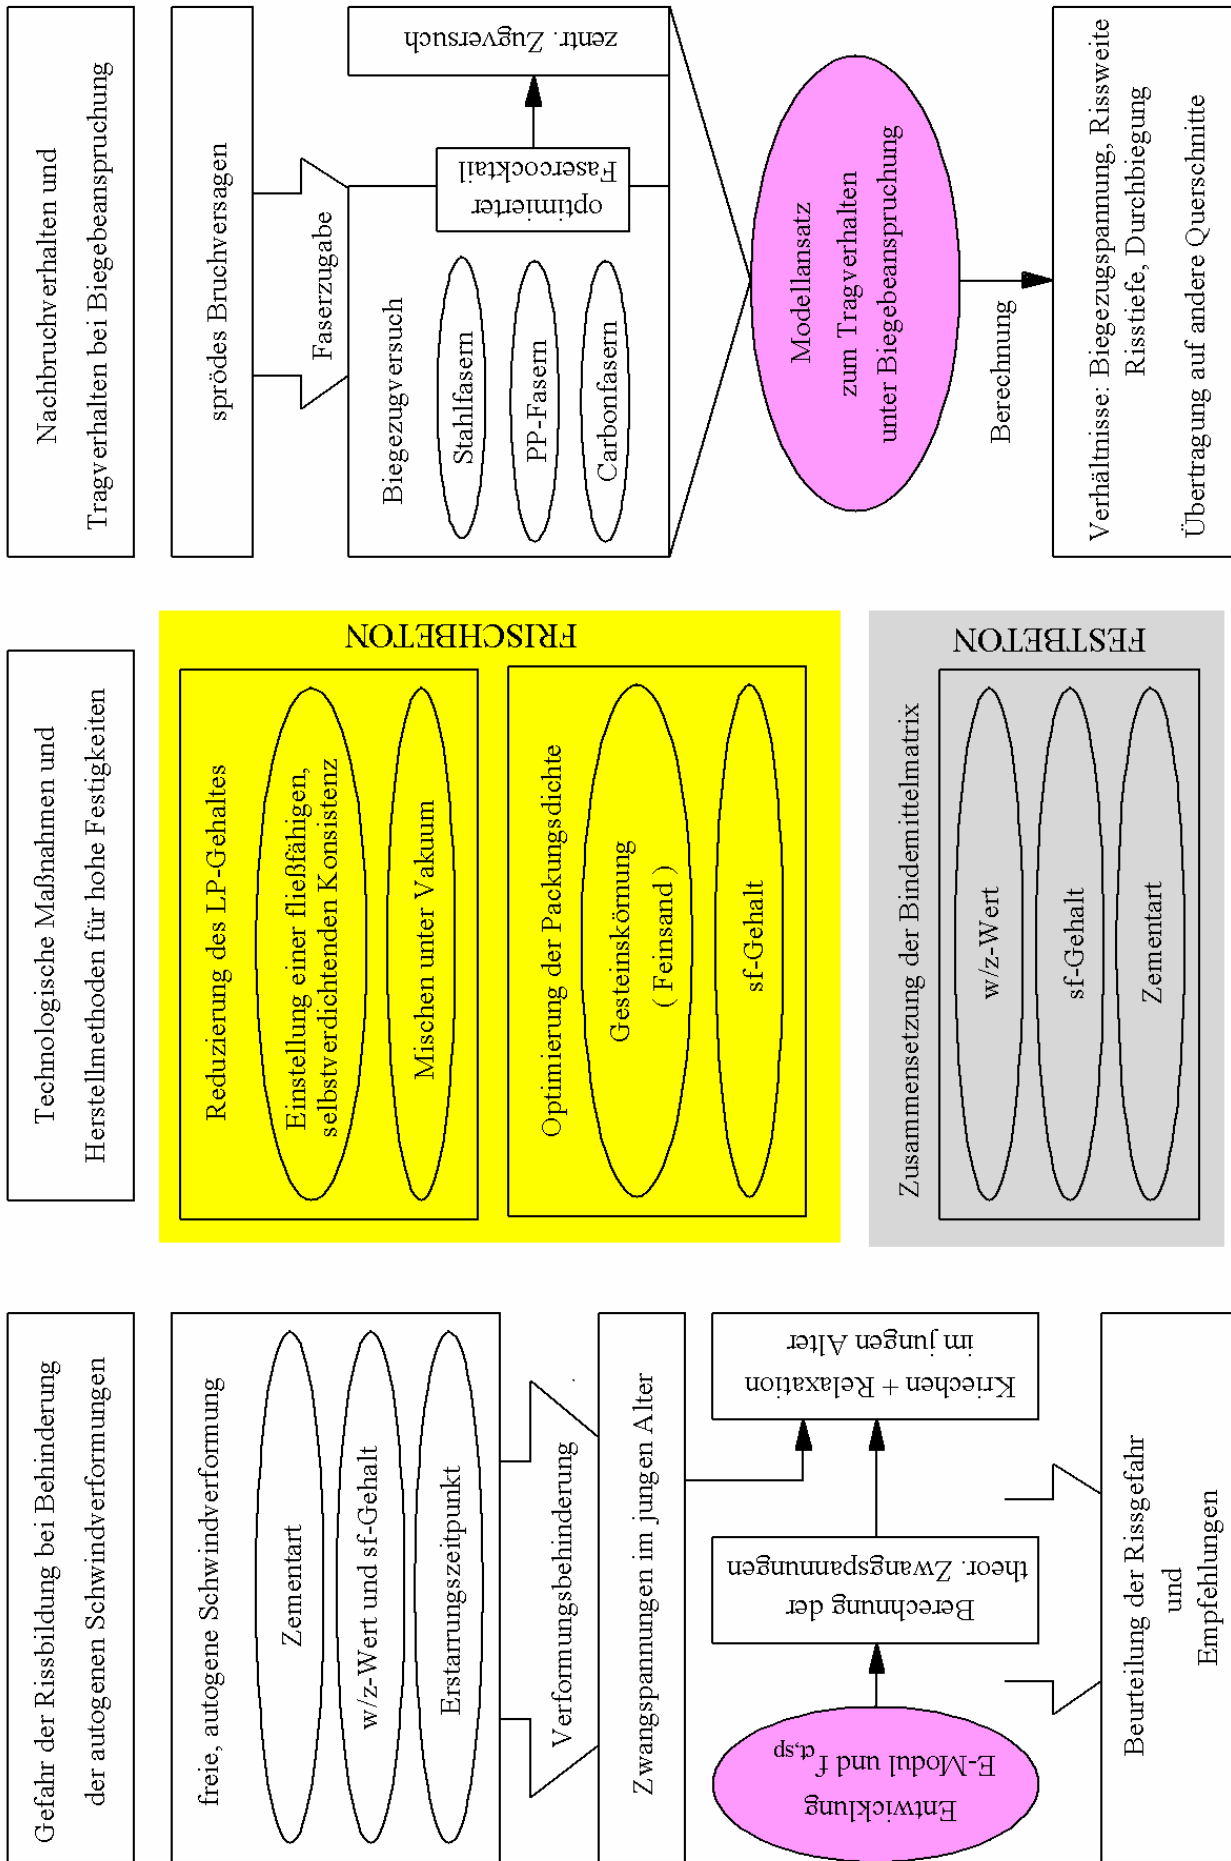 Gefahr der Rissbildung bei Behinderung
der autogenen Schwindverformungen
freie, autogene Schwindverformung
Zementart
w/z-Wert und sf-Gehalt
Erstarrungszeitpunkt
Verformungsbehinderung
Zwangspannungen im jungen Alter
Entwicklung
E-Modul und f ct,sp
Berechnung der
theor. Zwangspannungen
Kriechen + Relaxation
im jungen Alter
Beurteilung der Rissgefahr
und
Empfehlungen
Technologische Maßnahmen und
Herstellmethoden für hohe Festigkeiten
FRISCHBETON
Reduzierung des LP-Gehaltes
Einstellung einer fließfähigen,
selbstverdichtenden Konsistenz
Mischen unter Vakuum
Optimierung der Packungsdichte
Gesteinskörnung
( Feinsand )
sf-Gehalt
FESTBETON
Zusammensetzung der Bindemittelmatrix
w/z-Wert
sf-Gehalt
Zementart
Nachbruchverhalten und
Tragverhalten bei Biegebeanspruchung
sprödes Bruchversagen
Faserzugabe
Biegezugversuch
Stahlfasern
PP-Fasern
Carbonfasern
optimierter
Fasercocktail
zentr. Zugversuch
Modellansatz
zum Tragverhalten
unter Biegebeanspruchung
Berechnung
Verhältnisse: Biegezugspannung, Rissweite
Risstiefe, Durchbiegung
Übertragung auf andere Querschnitte